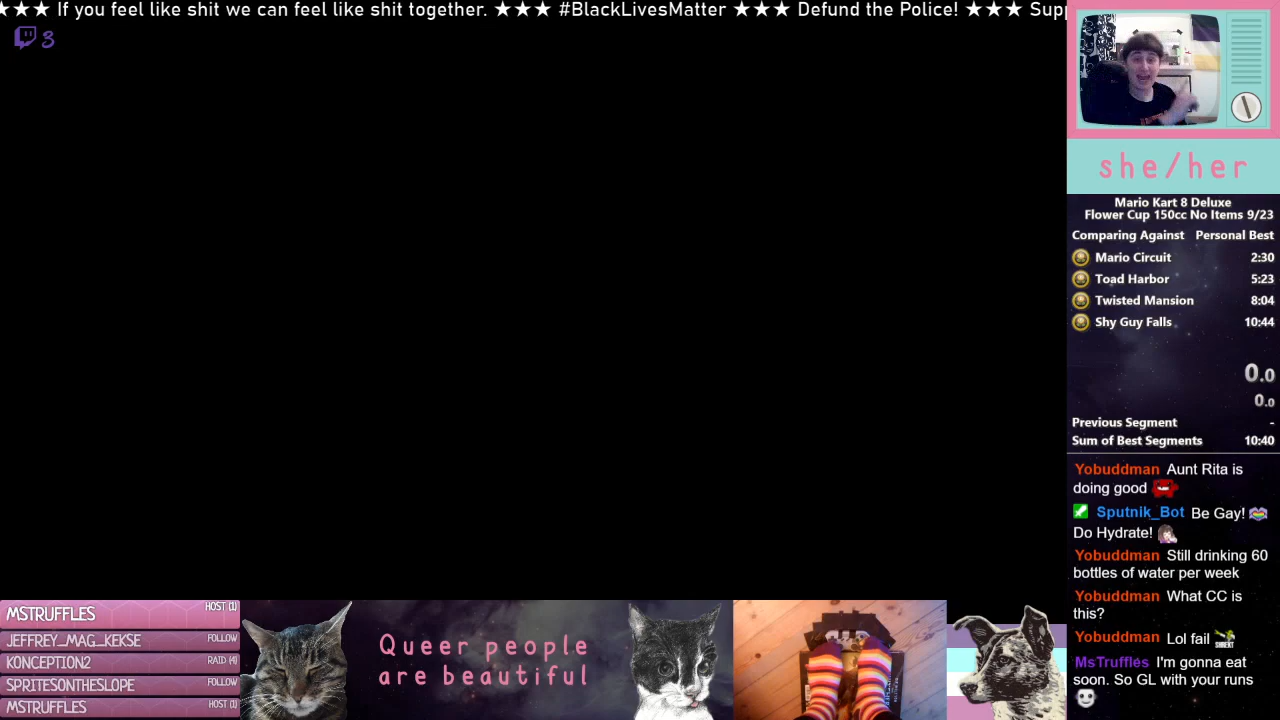 ★★★ If you feel like shit we can feel like shit together. ★★★ #BlackLivesMatter ★★★ Defund the Police! ★★★ Supp
3
she/her
Mario Kart 8 Deluxe
Flower Cup 150cc No Items 9/23
Comparing Against Personal Best
Mario Circuit 2:30
Toad Harbor 5:23
Twisted Mansion 8:04
Shy Guy Falls 10:44
0.0
0.0
Previous Segment -
Sum of Best Segments 10:40
Yobuddman Aunt Rita is
doing good
Sputnik_Bot Be Gay!
Do Hydrate!
Yobuddman Still drinking 60
bottles of water per week
Yobuddman What CC is
this?
Yobuddman Lol fail
MsTruffles I'm gonna eat
soon. So GL with your runs
MSTRUFFLES HOST (1)
JEFFREY_MAG_KEKSE FOLLOW
KONCEPTION2 RAID (4)
SPRITESONTHESLOPE FOLLOW
MSTRUFFLES HOST (1)
Queer people
are beautiful